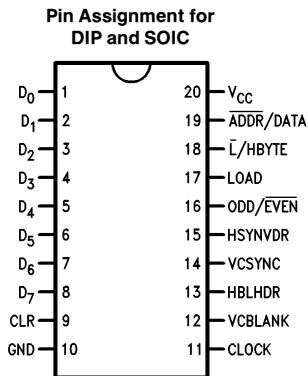 Pin Assignment for
DIP and SOIC
D0 1 20 VCC
D1 2 19 A̅D̅D̅R̅/DATA
D2 3 18 L̅/HBYTE
D3 4 17 LOAD
D4 5 16 ODD/E̅V̅E̅N̅
D5 6 15 HSYNVDR
D6 7 14 VCSYNC
D7 8 13 HBLHDR
CLR 9 12 VCBLANK
GND 10 11 CLOCK